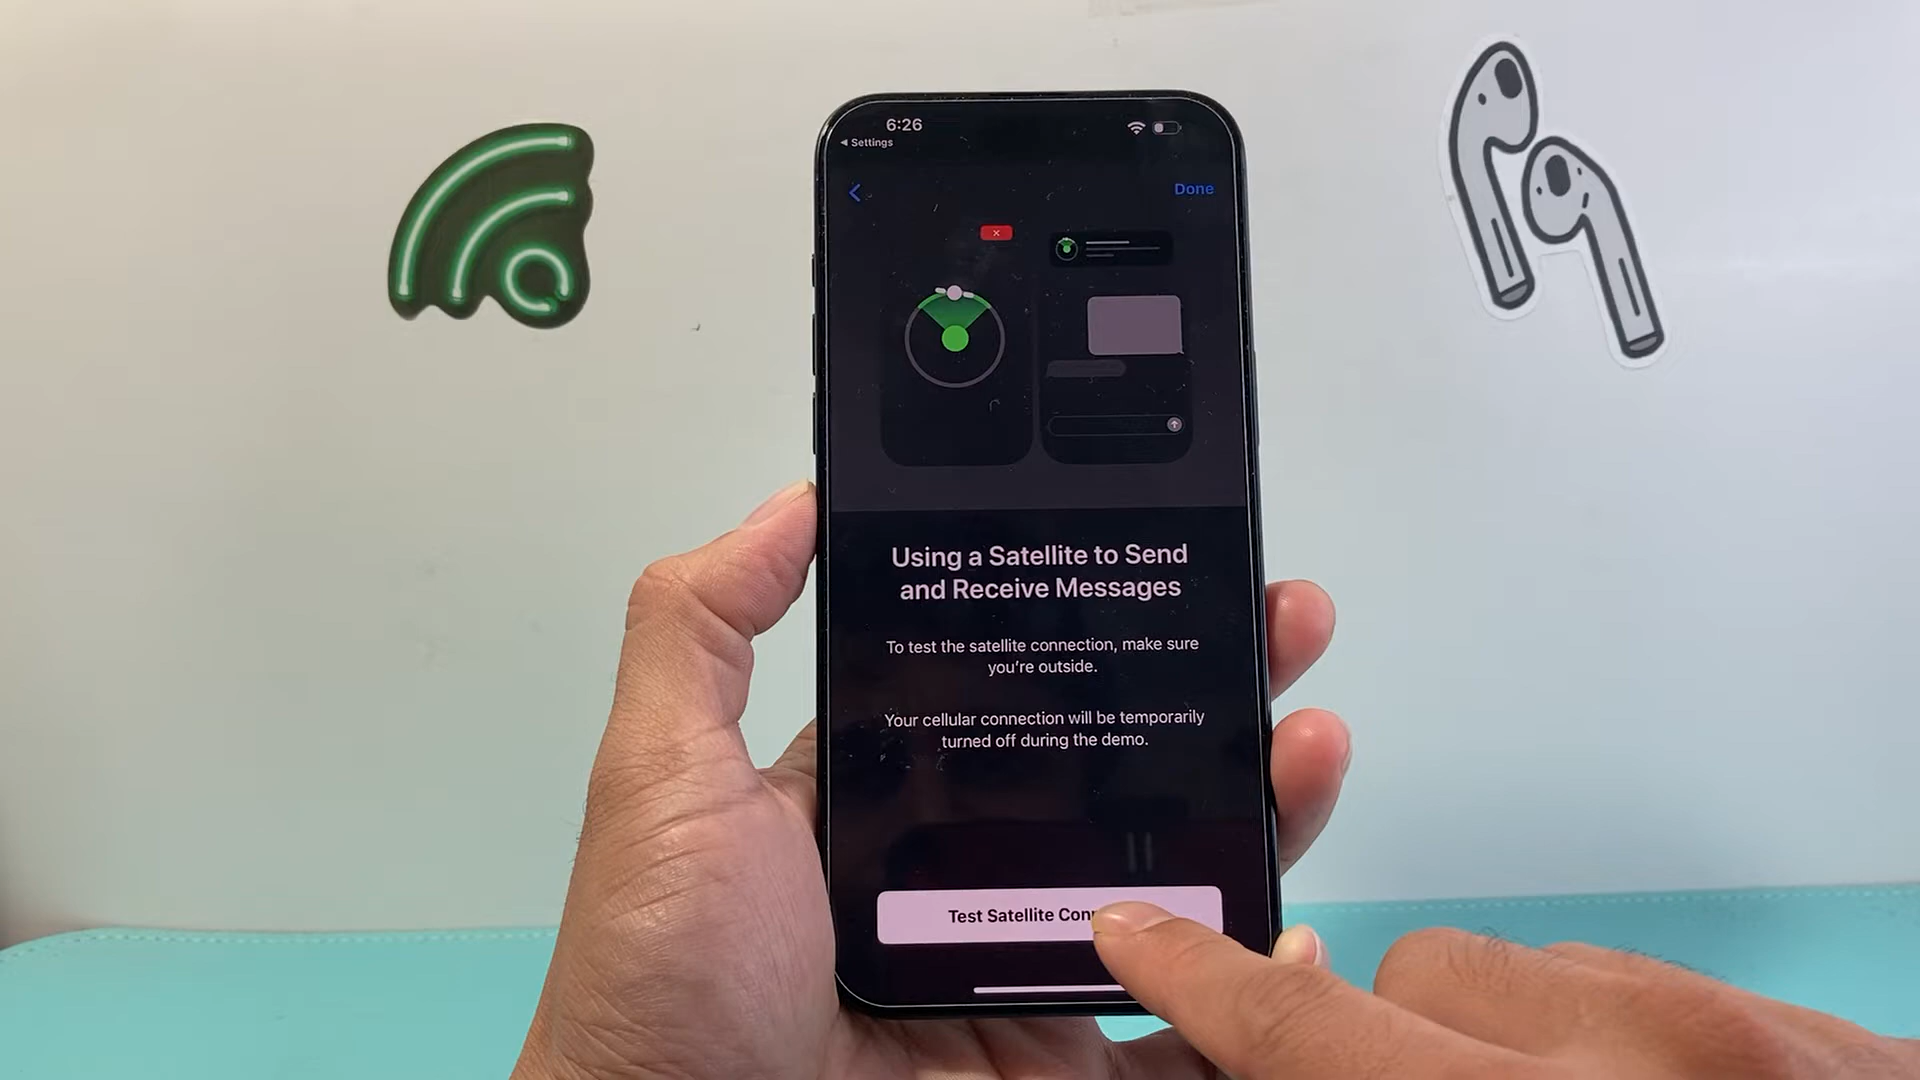 6:26
Settings
Done
Using a Satellite to Send
and Receive Messages
To test the satellite connection, make sure
you're outside.
Your cellular connection will be temporarily
turned off during the demo.
Test Satellite